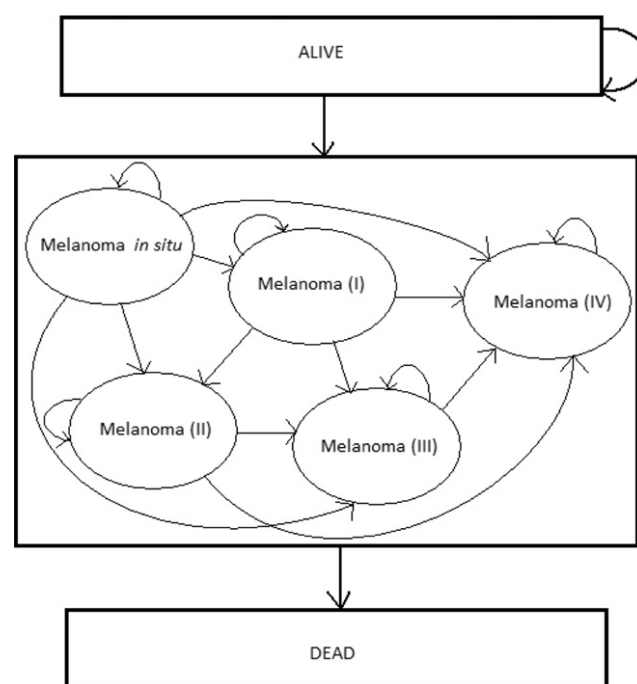 ALIVE
Melanoma in situ
Melanoma (I)
Melanoma (IV)
Melanoma (II)
Melanoma (III)
DEAD